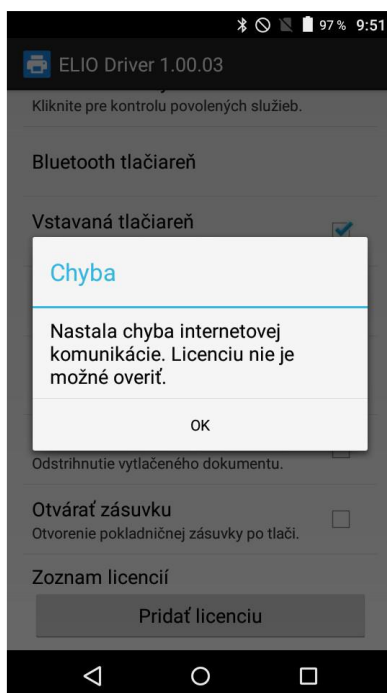 97 % 9:51
ELIO Driver 1.00.03
Kliknite pre kontrolu povolených služieb.
Bluetooth tlačiareň
Vstavaná tlačiareň
Chyba
Nastala chyba internetovej
komunikácie. Licenciu nie je
možné overiť.
OK
Odstrihnutie vytlačeného dokumentu.
Otvárať zásuvku
Otvorenie pokladničnej zásuvky po tlači.
Zoznam licencií
Pridať licenciu